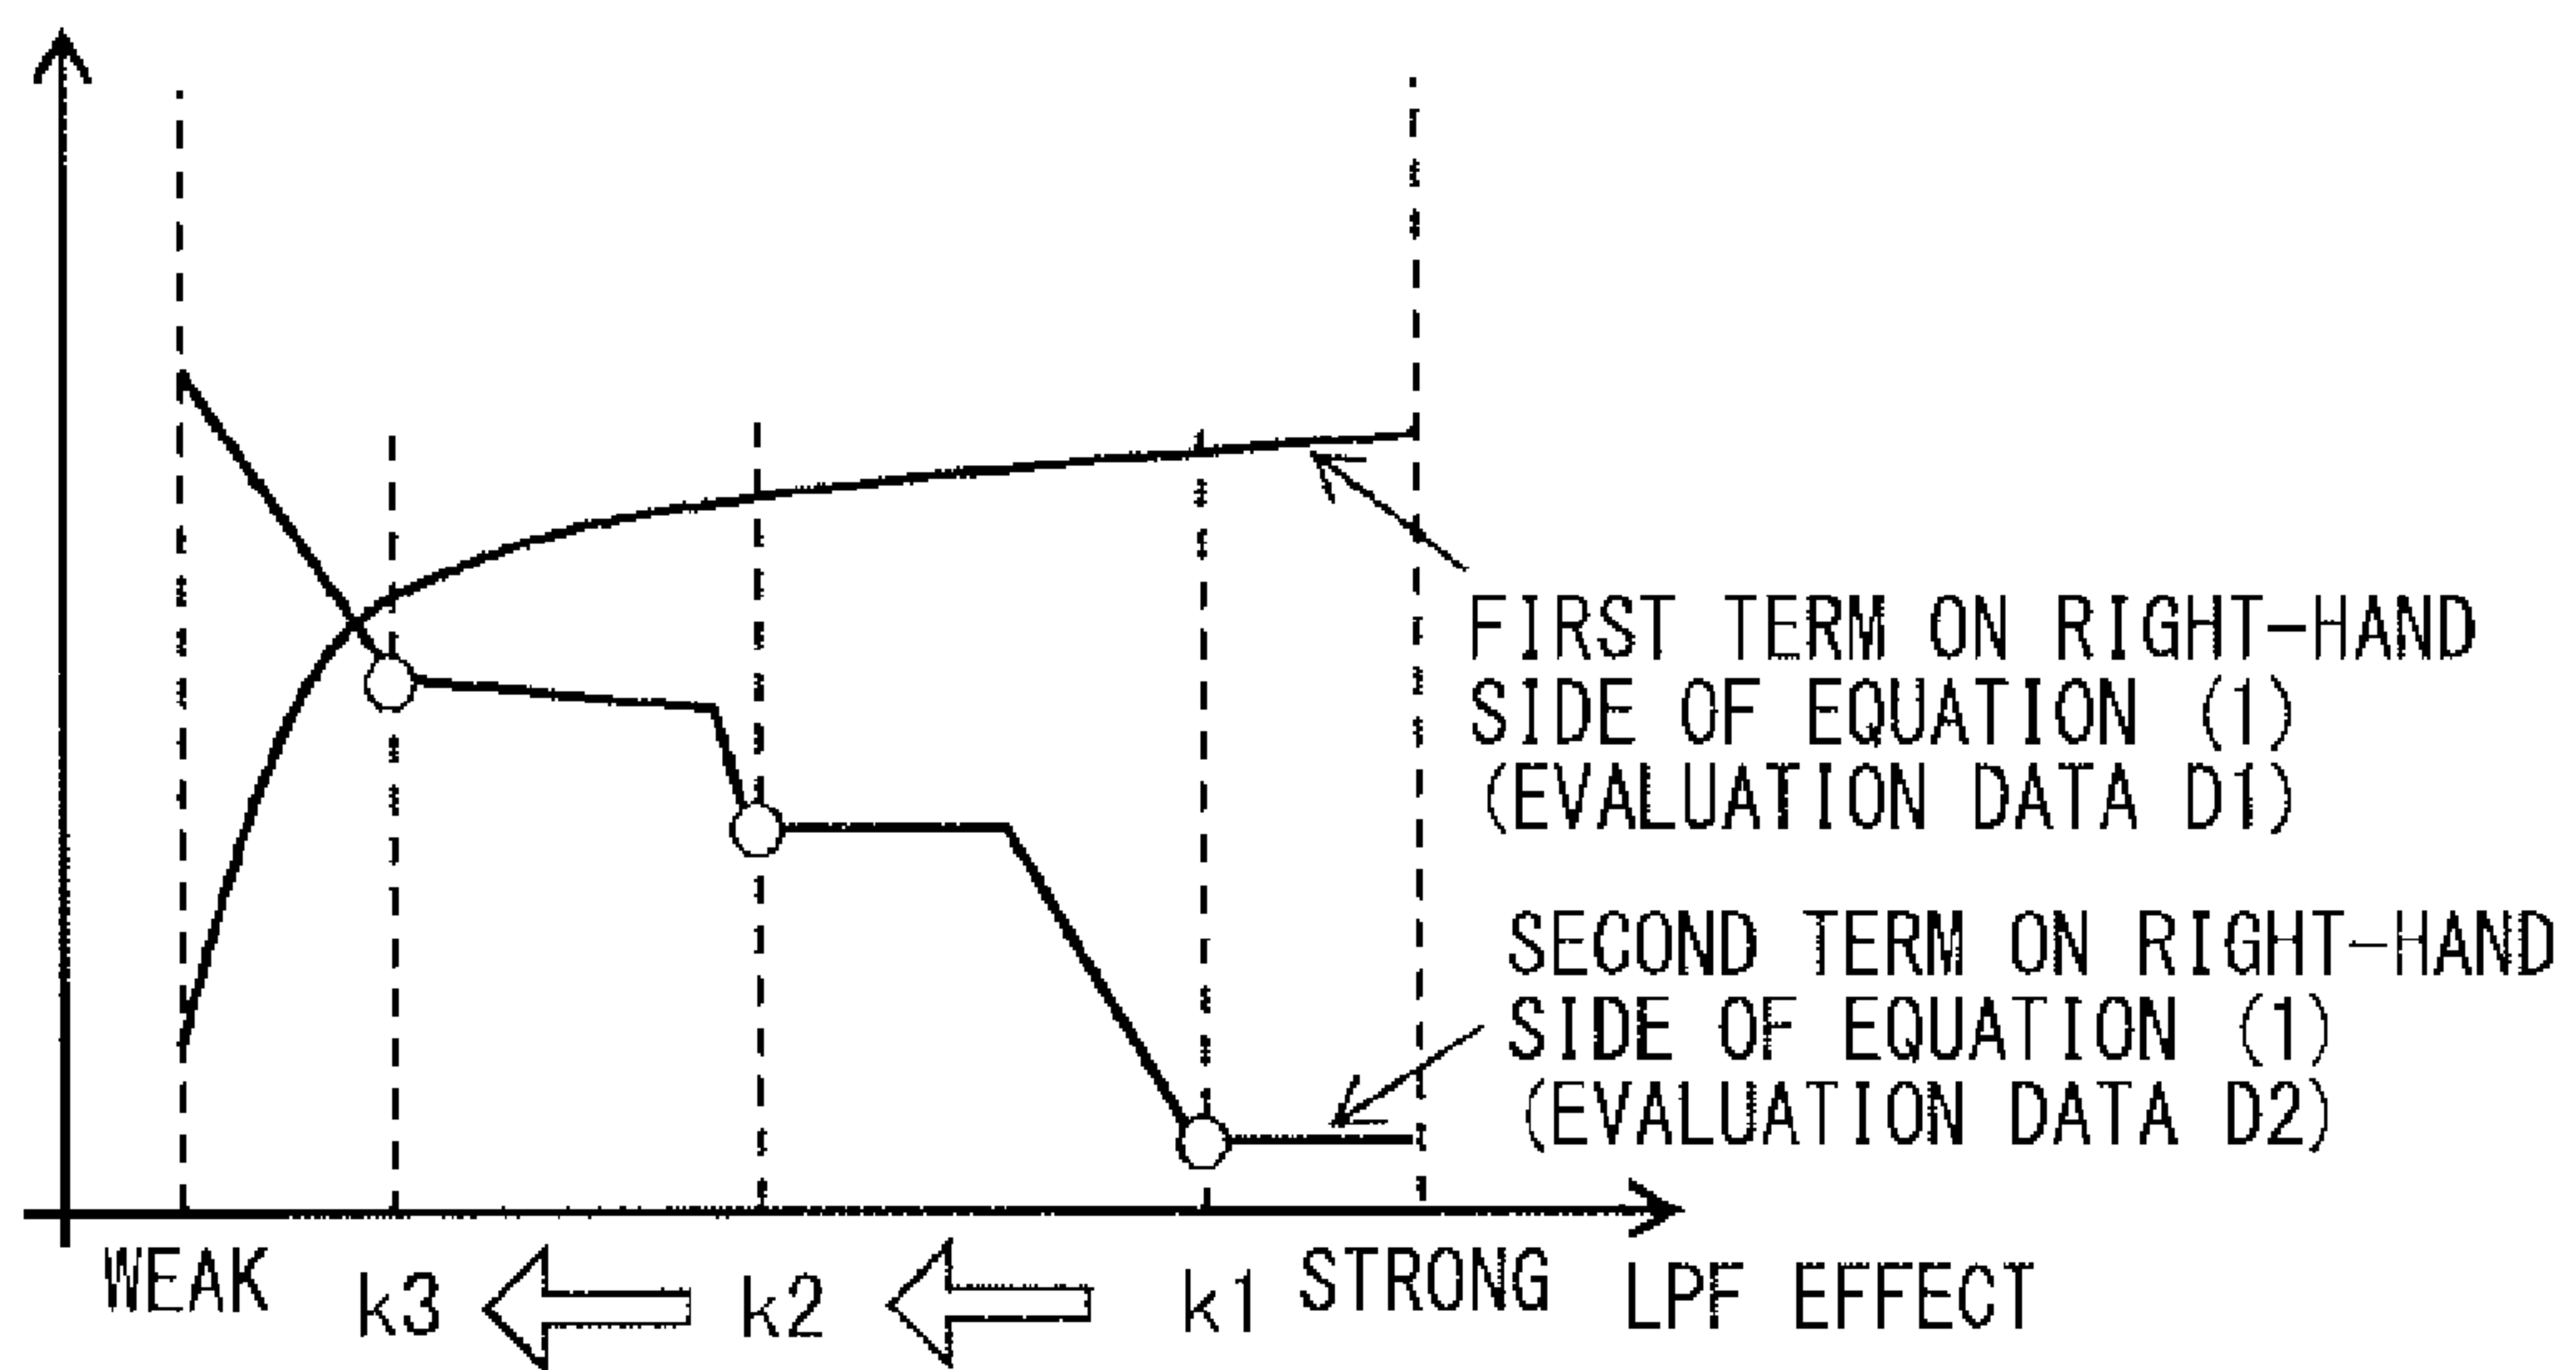 FIRST TERM ON RIGHT-HAND
SIDE OF EQUATION (1)
(EVALUATION DATA D1)
SECOND TERM ON RIGHT-HAND
SIDE OF EQUATION (1)
(EVALUATION DATA D2)
WEAK k3 k2 k1 STRONG LPF EFFECT